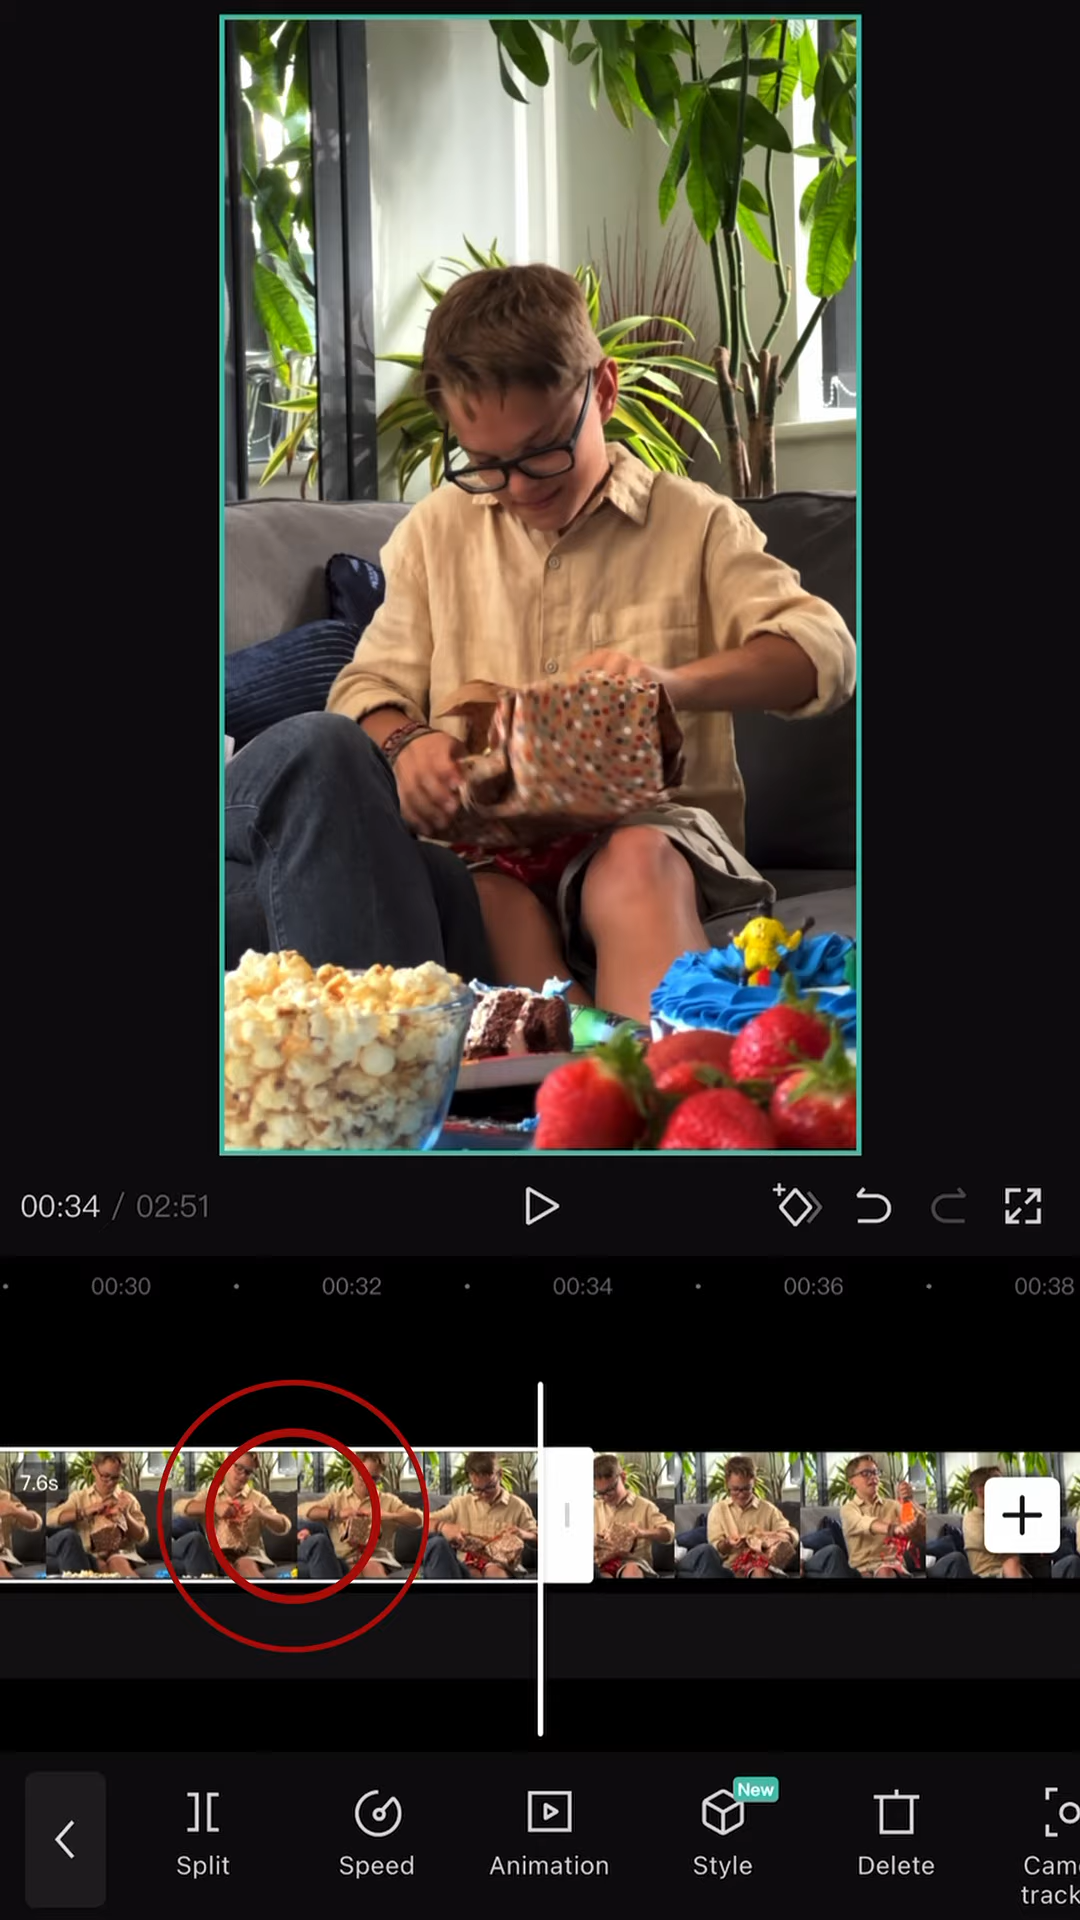 00:34 / 02:51
00:30 00:32 00:34 00:36 00:38
7.6s
New
Split Speed Animation Style Delete Cam
track